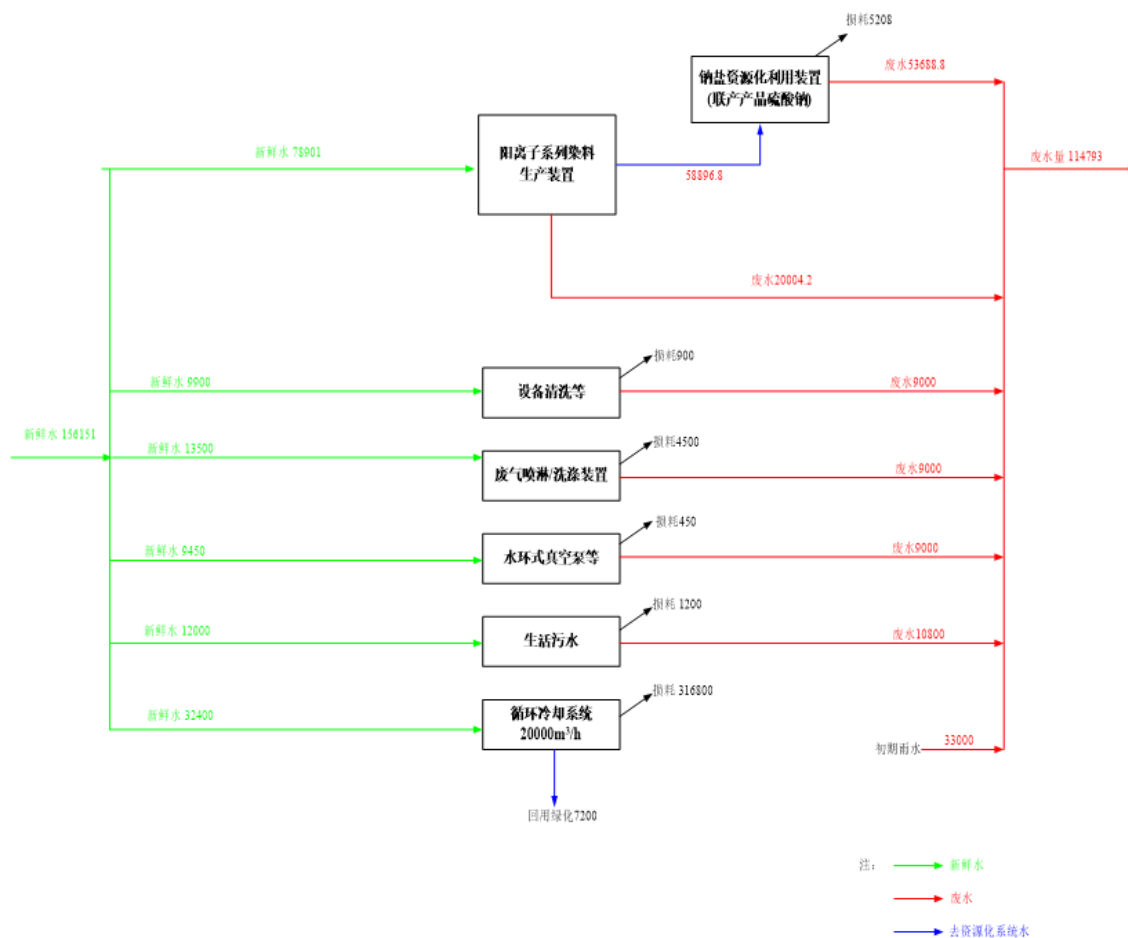 损耗5208
钠盐资源化利用装置
(联产产品硫酸钠)
废水53688.8
新鲜水 78901
阳离子系列染料
生产装置
58896.8
废水量 114793
废水20004.2
损耗900
新鲜水 9900
设备清洗等
废水9000
新鲜水 156151
新鲜水 13500
损耗4500
废气喷淋/洗涤装置
废水9000
损耗450
新鲜水 9450
水环式真空泵等
废水9000
损耗 1200
新鲜水 12000
生活污水
废水10800
损耗 316800
新鲜水 32400
循环冷却系统
20000m³/h
初期雨水
33000
回用绿化7200
注：
新鲜水
废水
去资源化系统水